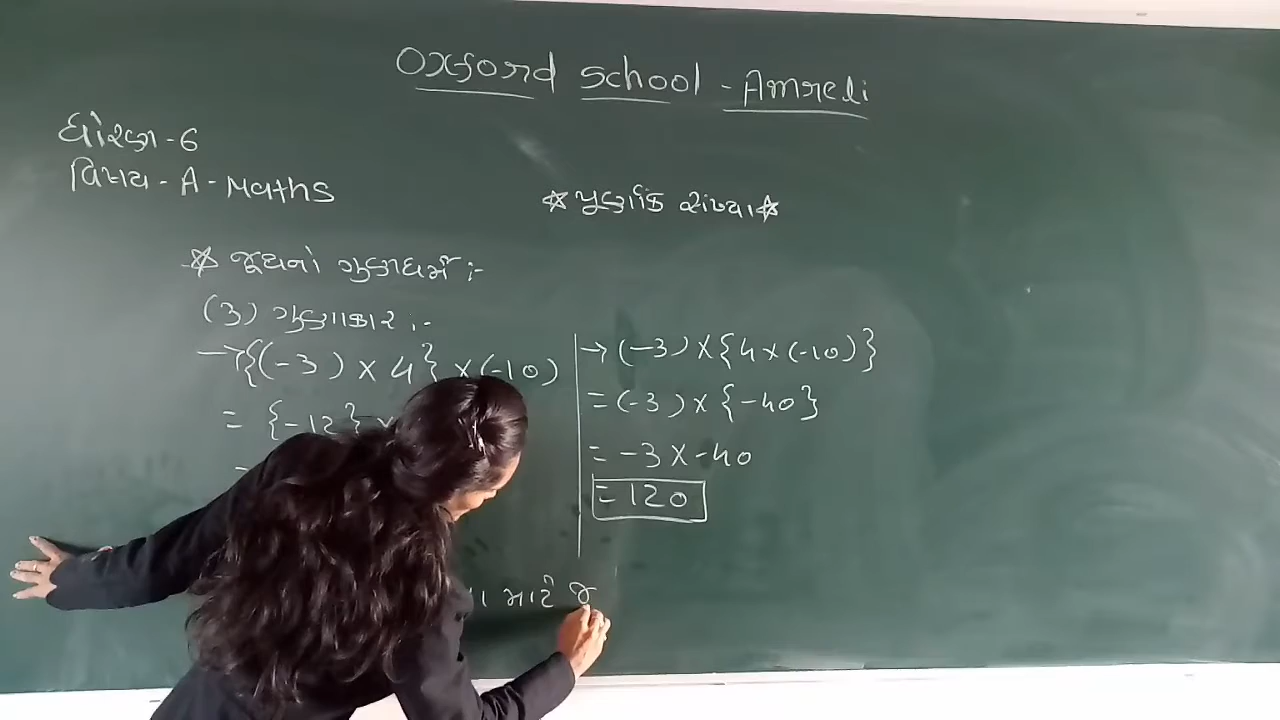 Oxford School - Amreli
ધોરણ-6
વિષય - A - Maths
☆ પૂર્ણાંક સંખ્યા ☆
☆ જૂથનો ગુણધર્મ :-
(3) ગુણાકાર :-
→ {(-3) × 4} × (-10)
= {-12} ×
=
→ (-3) × {4 × (-10)}
= (-3) × {-40}
= -3 × -40
= 120
માટે જૂ